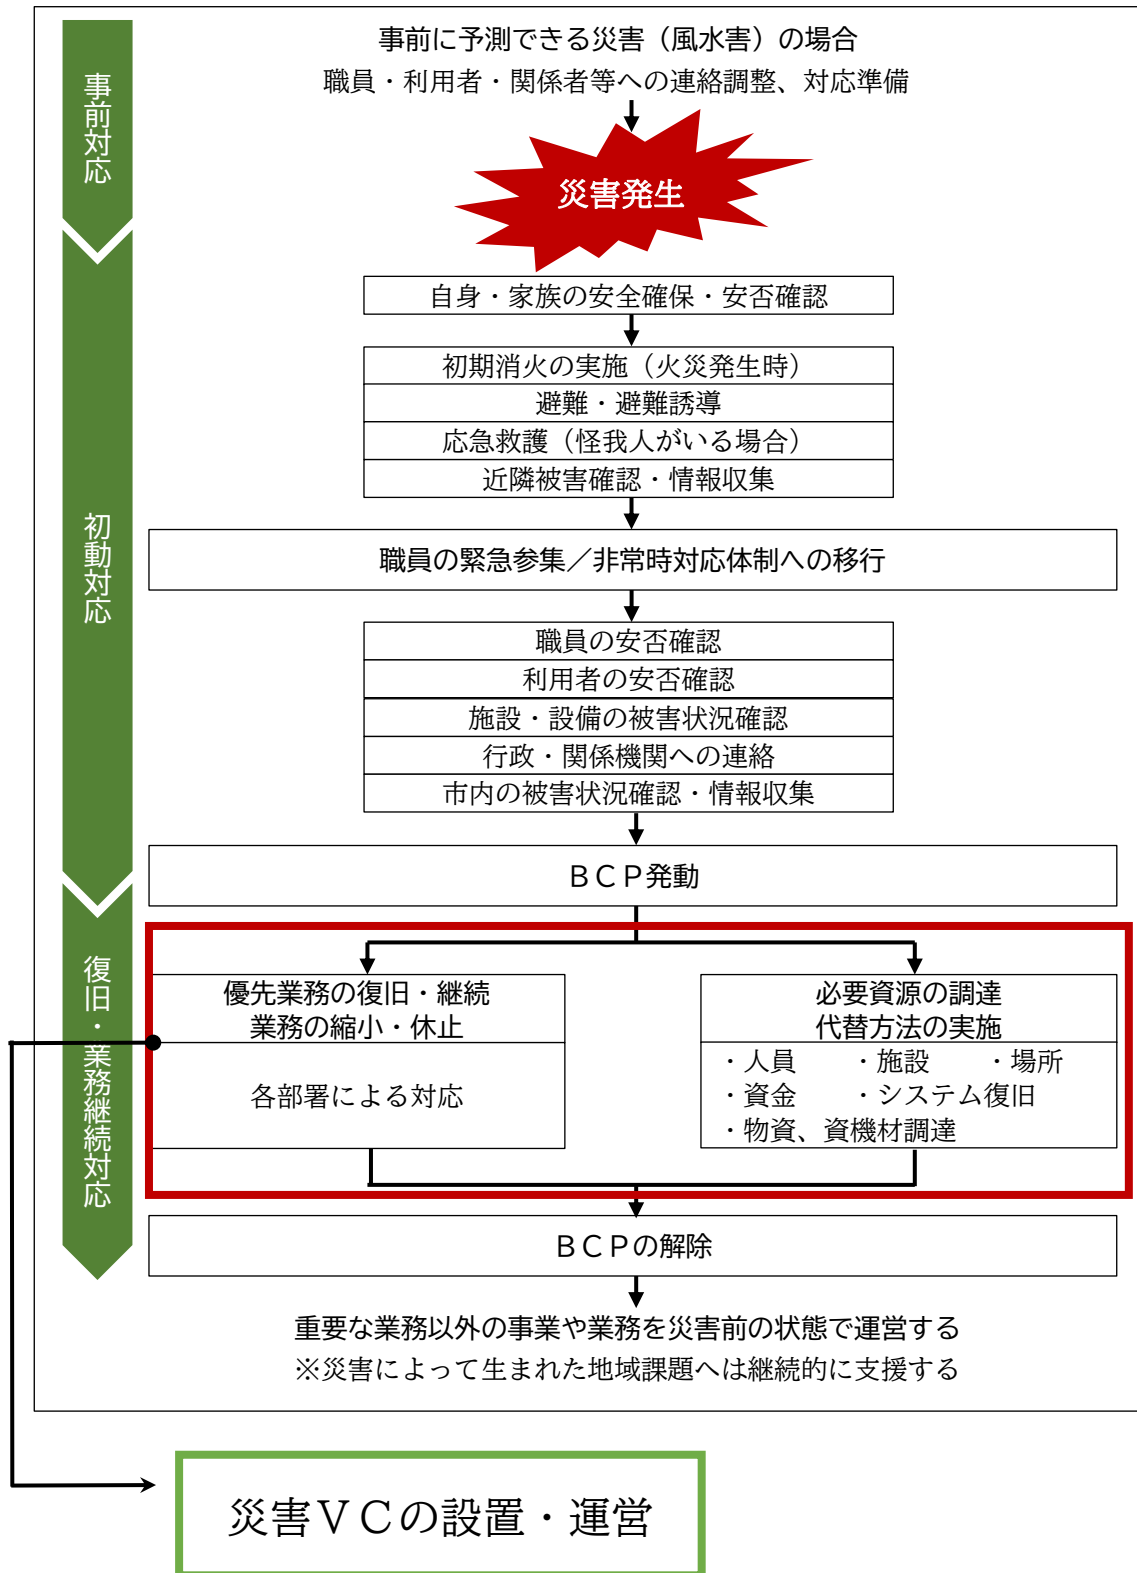 事前対応
事前に予測できる災害（風水害）の場合
職員・利用者・関係者等への連絡調整、対応準備
災害発生
初動対応
自身・家族の安全確保・安否確認
初期消火の実施（火災発生時）
避難・避難誘導
応急救護（怪我人がいる場合）
近隣被害確認・情報収集
職員の緊急参集／非常時対応体制への移行
職員の安否確認
利用者の安否確認
施設・設備の被害状況確認
行政・関係機関への連絡
市内の被害状況確認・情報収集
ＢＣＰ発動
復旧・業務継続対応
優先業務の復旧・継続
業務の縮小・休止
各部署による対応
必要資源の調達
代替方法の実施
・人員　・施設　・場所
・資金　・システム復旧
・物資、資機材調達
ＢＣＰの解除
重要な業務以外の事業や業務を災害前の状態で運営する
※災害によって生まれた地域課題へは継続的に支援する
災害ＶＣの設置・運営